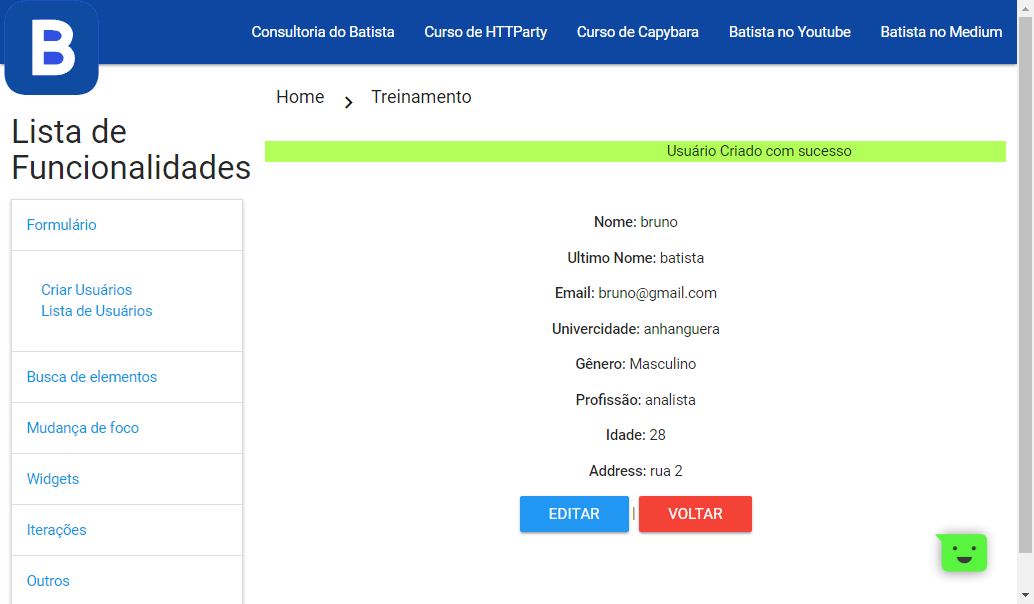 B
Consultoria do Batista
Curso de HTTParty
Curso de Capybara
Batista no Youtube
Batista no Medium
Lista de
Funcionalidades
Formulário
Criar Usuários
Lista de Usuários
Busca de elementos
Mudança de foco
Widgets
Iterações
Outros
Home
Treinamento
Usuário Criado com sucesso
Nome: bruno
Ultimo Nome: batista
Email: bruno@gmail.com
Univercidade: anhanguera
Gênero: Masculino
Profissão: analista
Idade: 28
Address: rua 2
EDITAR | VOLTAR